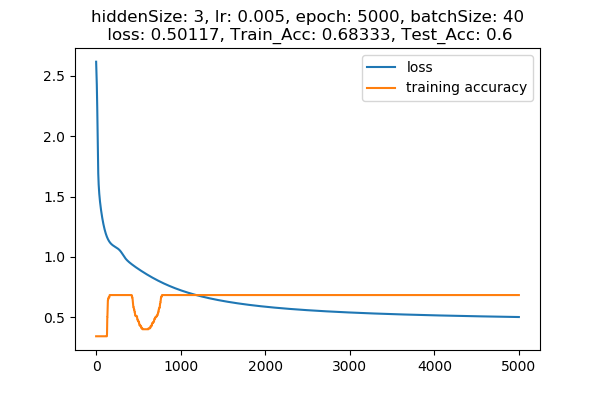 hiddenSize: 3, lr: 0.005, epoch: 5000, batchSize: 40
loss: 0.50117, Train_Acc: 0.68333, Test_Acc: 0.6
loss
training accuracy
2.5
2.0
1.5
1.0
0.5
0 1000 2000 3000 4000 5000